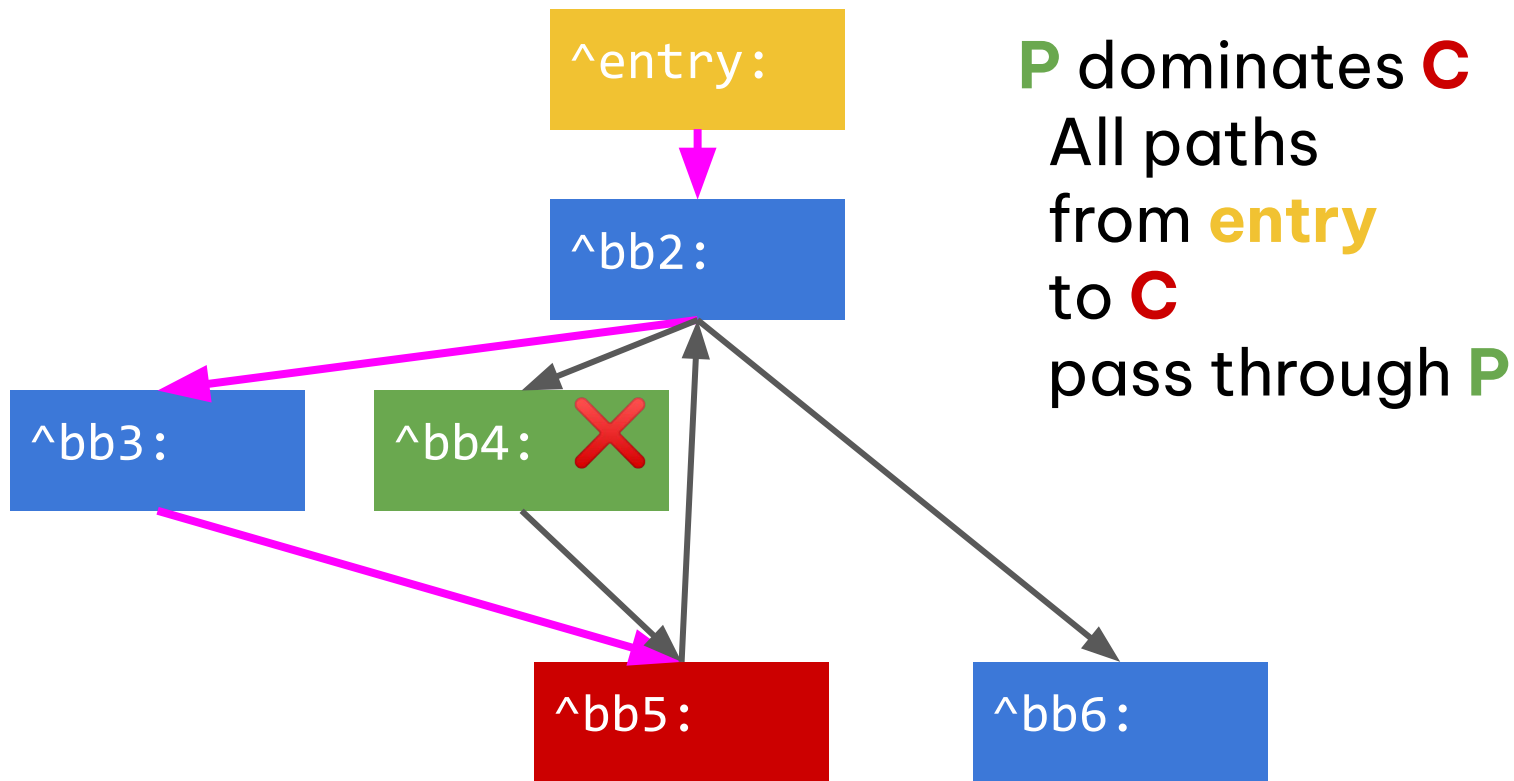 ^entry:
P dominates C
All paths
from entry
to C
pass through P
^bb2:
^bb3:
^bb4:
^bb5:
^bb6: